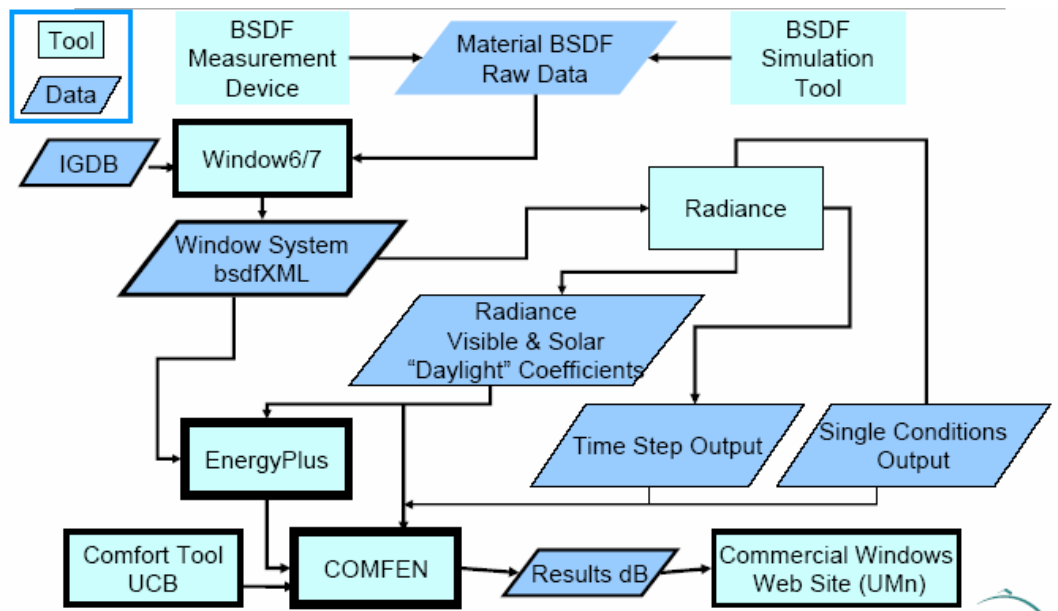 Tool
Data
BSDF
Measurement
Device
Material BSDF
Raw Data
BSDF
Simulation
Tool
IGDB
Window6/7
Radiance
Window System
bsdfXML
Radiance
Visible & Solar
“Daylight” Coefficients
EnergyPlus
Time Step Output
Single Conditions
Output
Comfort Tool
UCB
COMFEN
Results dB
Commercial Windows
Web Site (UMn)